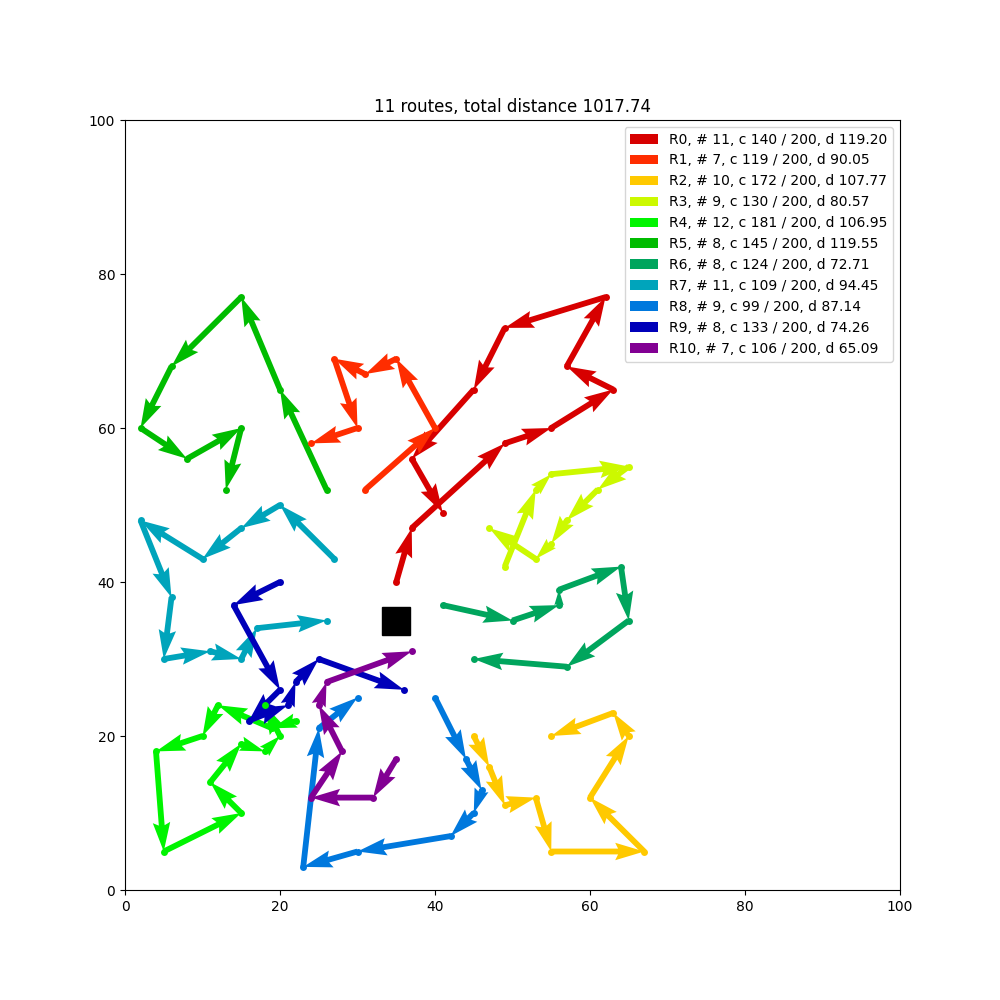 11 routes, total distance 1017.74
R0, # 11, c 140 / 200, d 119.20
R1, # 7, c 119 / 200, d 90.05
R2, # 10, c 172 / 200, d 107.77
R3, # 9, c 130 / 200, d 80.57
R4, # 12, c 181 / 200, d 106.95
R5, # 8, c 145 / 200, d 119.55
R6, # 8, c 124 / 200, d 72.71
R7, # 11, c 109 / 200, d 94.45
R8, # 9, c 99 / 200, d 87.14
R9, # 8, c 133 / 200, d 74.26
R10, # 7, c 106 / 200, d 65.09
100
80
60
40
20
0
0 20 40 60 80 100